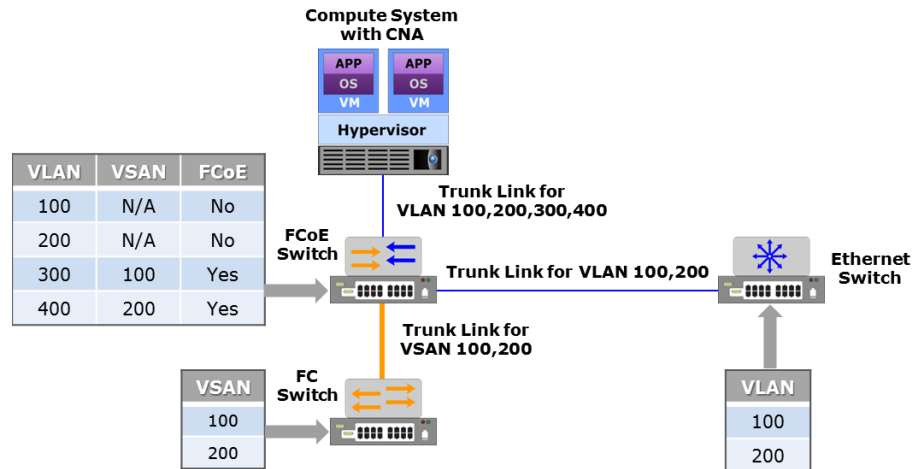 Compute System
with CNA
APP APP
OS OS
VM VM
Hypervisor
Trunk Link for
VLAN 100,200,300,400
VLAN VSAN FCoE
100 N/A No
200 N/A No
300 100 Yes
400 200 Yes
FCoE
Switch
Trunk Link for VLAN 100,200
Ethernet
Switch
Trunk Link for
VSAN 100,200
FC
Switch
VSAN
100
200
VLAN
100
200